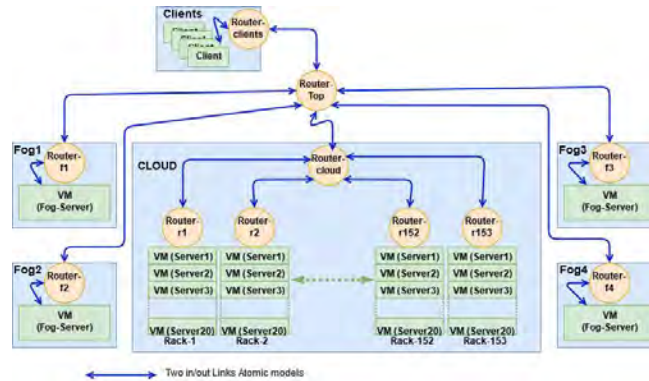 Clients
Router-
clients
Client
Client
Client
Client
Router-
Top
Fog1
Router-
f1
VM
(Fog-Server)
Fog2
Router-
f2
VM
(Fog-Server)
CLOUD
Router-
cloud
Router-
r1
VM (Server1)
VM (Server2)
VM (Server3)
VM (Server20)
Rack-1
Router-
r2
VM (Server1)
VM (Server2)
VM (Server3)
VM (Server20)
Rack-2
Router-
r152
VM (Server1)
VM (Server2)
VM (Server3)
VM (Server20)
Rack-152
Router-
r153
VM (Server1)
VM (Server2)
VM (Server3)
VM (Server20)
Rack-153
Fog3
Router-
f3
VM
(Fog-Server)
Fog4
Router-
f4
VM
(Fog-Server)
Two in/out Links Atomic models